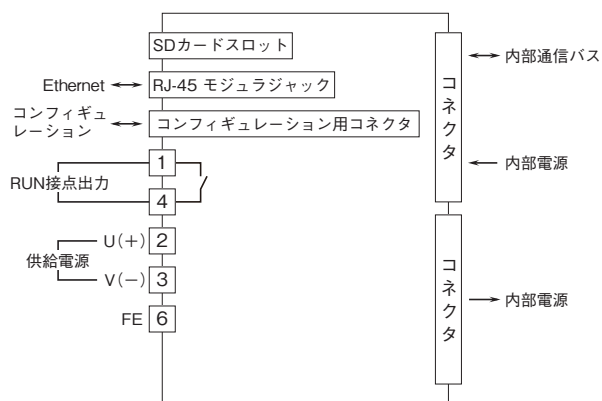 SDカードスロット
Ethernet
RJ-45 モジュラジャック
コンフィギュ
レーション
コンフィギュレーション用コネクタ
RUN接点出力
1
4
供給電源
U(+)
2
V(−)
3
FE
6
コネクタ
内部通信バス
内部電源
コネクタ
内部電源